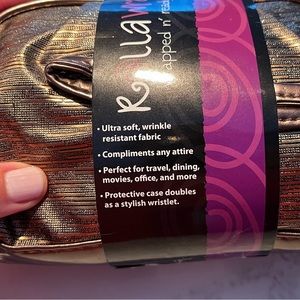 Rolla
• Ultra soft, wrinkle
resistant fabric
• Compliments any attire
• Perfect for travel, dining,
movies, office, and more
• Protective case doubles
as a stylish wristlet.